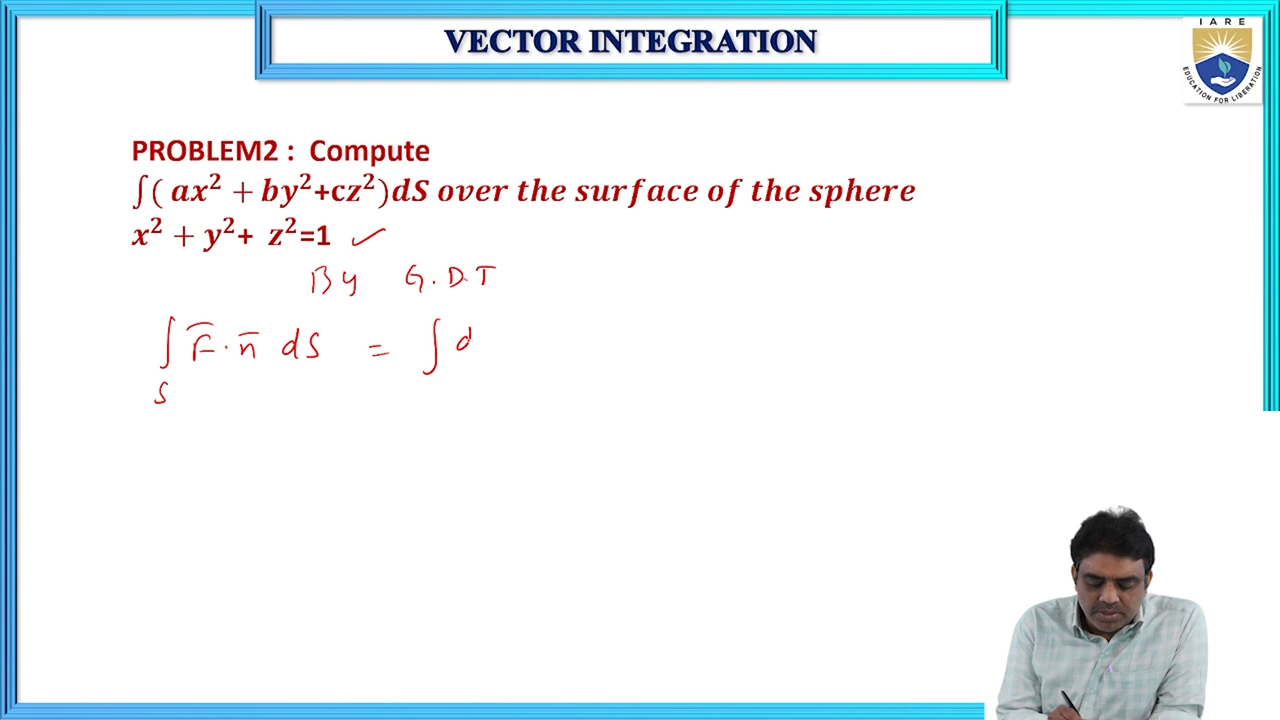 VECTOR INTEGRATION
IARE
EDUCATION FOR LIBERATION
PROBLEM2 : Compute
∫( ax² + by²+cz²)dS over the surface of the sphere
x² + y²+ z²=1 ✓
By G.D.T
∫ F̅ . n̅ dS = ∫ d
S